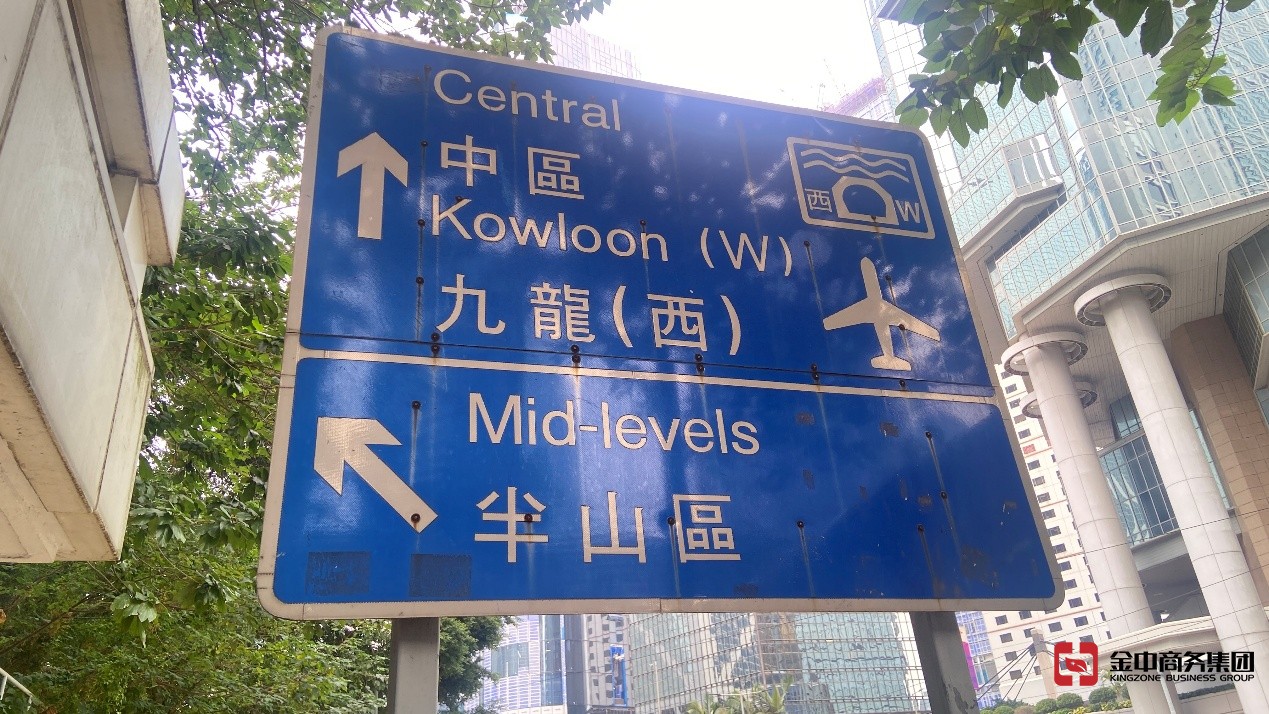 Central
中區
Kowloon (W)
九龍(西)
西 W
Mid-levels
半山區
金中商务集团
KINGZONE BUSINESS GROUP